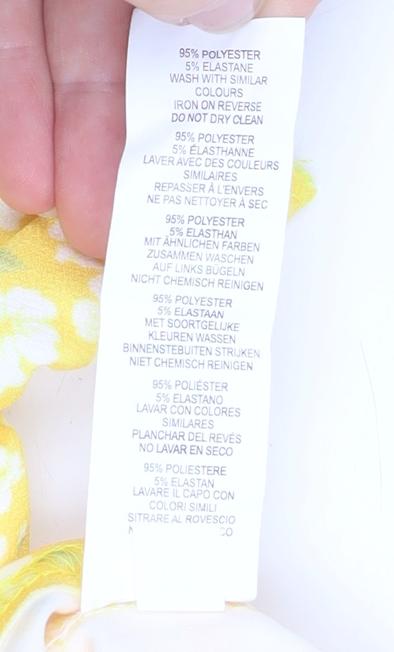 95% POLYESTER
5% ELASTANE
WASH WITH SIMILAR
COLOURS
IRON ON REVERSE
DO NOT DRY CLEAN
95% POLYESTER
5% ÉLASTHANNE
LAVER AVEC DES COULEURS
SIMILAIRES
REPASSER À L'ENVERS
NE PAS NETTOYER À SEC
95% POLYESTER
5% ELASTHAN
MIT ÄHNLICHEN FARBEN
ZUSAMMEN WASCHEN
AUF LINKS BÜGELN
NICHT CHEMISCH REINIGEN
95% POLYESTER
5% ELASTAAN
MET SOORTGELIJKE
KLEUREN WASSEN
BINNENSTEBUITEN STRIJKEN
NIET CHEMISCH REINIGEN
95% POLIÉSTER
5% ELASTANO
LAVAR CON COLORES
SIMILARES
PLANCHAR DEL REVÉS
NO LAVAR EN SECO
95% POLIESTERE
5% ELASTAN
LAVARE IL CAPO CON
COLORI SIMILI
SITRARE AL ROVESCIO